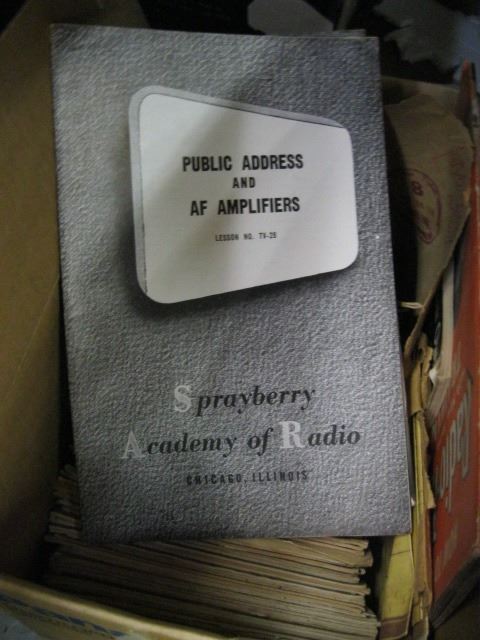 PUBLIC ADDRESS
AND
AF AMPLIFIERS
LESSON NO. TV-25
Sprayberry
Academy of Radio
CHICAGO, ILLINOIS